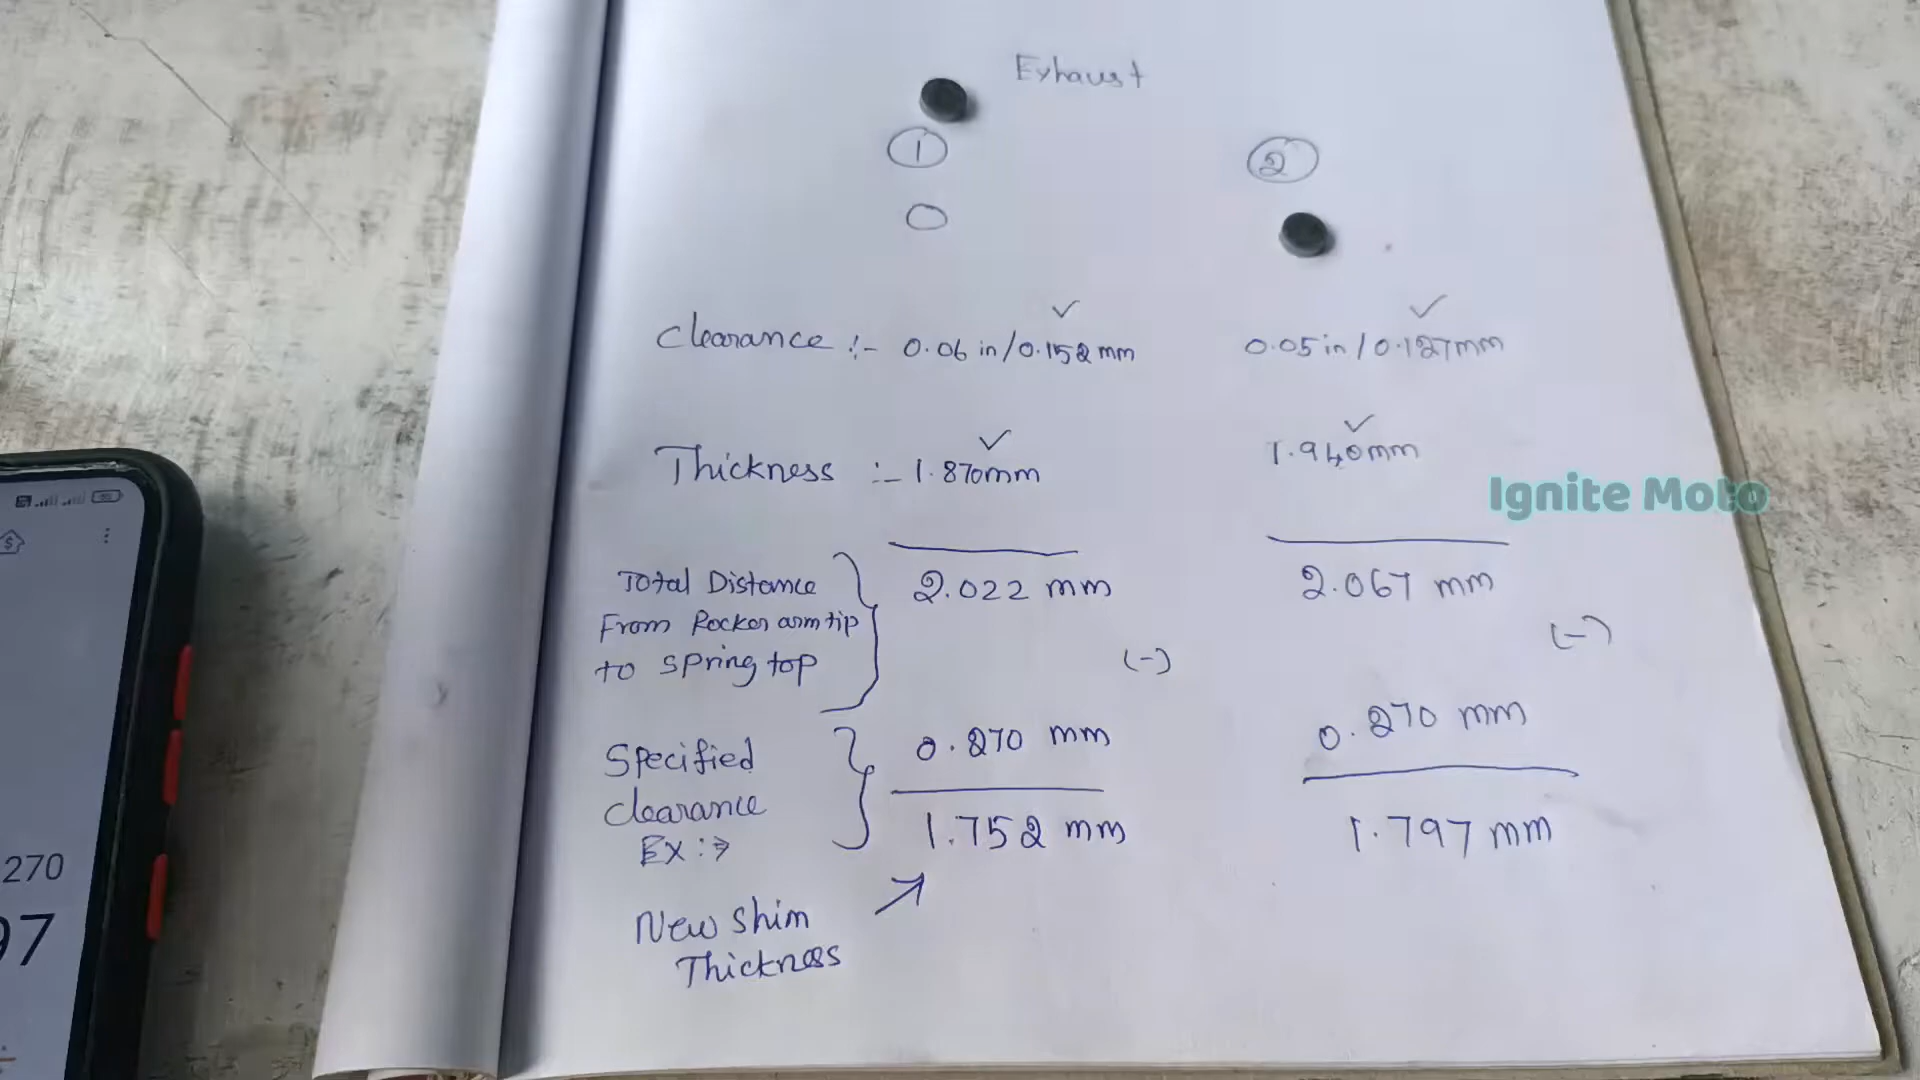 Exhaust
① ②
Clearance :- 0.06 in/0.152 mm 0.05 in/0.127mm
Thickness :- 1.870mm 1.940mm
Ignite Moto
Total Distance
From Rocker arm tip
to spring top
2.022 mm 2.067 mm
(-) (-)
Specified
clearance
EX :⇒
0.270 mm 0.270 mm
1.752 mm 1.797 mm
New shim
Thickness
270
97